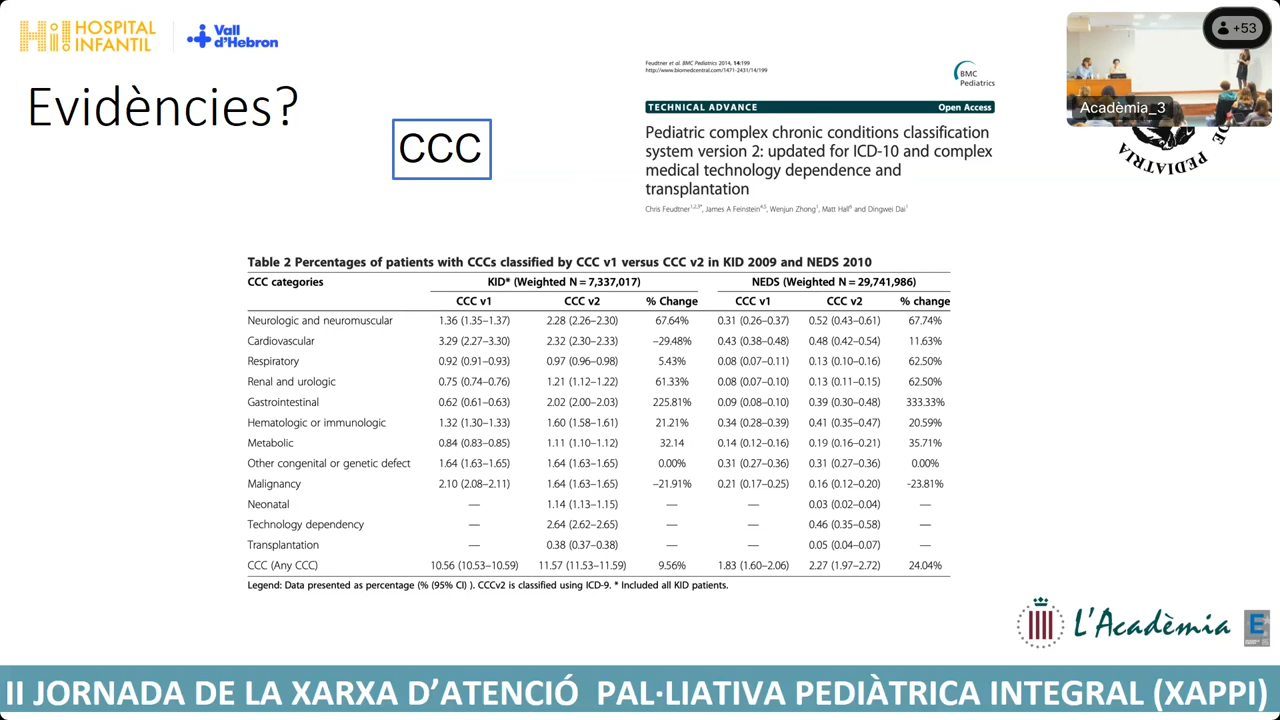 Hi! HOSPITAL INFANTIL
Vall d'Hebron
+53
Acadèmia_3
DE PEDIATRIA
Evidències?
CCC
Feudtner et al. BMC Pediatrics 2014, 14:199
http://www.biomedcentral.com/1471-2431/14/199
BMC Pediatrics
TECHNICAL ADVANCE Open Access
Pediatric complex chronic conditions classification
system version 2: updated for ICD-10 and complex
medical technology dependence and
transplantation
Chris Feudtner1,2,3*, James A Feinstein4,5, Wenjun Zhong1, Matt Hall6 and Dingwei Dai1
Table 2 Percentages of patients with CCCs classified by CCC v1 versus CCC v2 in KID 2009 and NEDS 2010
CCC categories KID* (Weighted N = 7,337,017) NEDS (Weighted N = 29,741,986)
CCC v1 CCC v2 % Change CCC v1 CCC v2 % change
Neurologic and neuromuscular 1.36 (1.35–1.37) 2.28 (2.26–2.30) 67.64% 0.31 (0.26–0.37) 0.52 (0.43–0.61) 67.74%
Cardiovascular 3.29 (2.27–3.30) 2.32 (2.30–2.33) –29.48% 0.43 (0.38–0.48) 0.48 (0.42–0.54) 11.63%
Respiratory 0.92 (0.91–0.93) 0.97 (0.96–0.98) 5.43% 0.08 (0.07–0.11) 0.13 (0.10–0.16) 62.50%
Renal and urologic 0.75 (0.74–0.76) 1.21 (1.12–1.22) 61.33% 0.08 (0.07–0.10) 0.13 (0.11–0.15) 62.50%
Gastrointestinal 0.62 (0.61–0.63) 2.02 (2.00–2.03) 225.81% 0.09 (0.08–0.10) 0.39 (0.30–0.48) 333.33%
Hematologic or immunologic 1.32 (1.30–1.33) 1.60 (1.58–1.61) 21.21% 0.34 (0.28–0.39) 0.41 (0.35–0.47) 20.59%
Metabolic 0.84 (0.83–0.85) 1.11 (1.10–1.12) 32.14 0.14 (0.12–0.16) 0.19 (0.16–0.21) 35.71%
Other congenital or genetic defect 1.64 (1.63–1.65) 1.64 (1.63–1.65) 0.00% 0.31 (0.27–0.36) 0.31 (0.27–0.36) 0.00%
Malignancy 2.10 (2.08–2.11) 1.64 (1.63–1.65) –21.91% 0.21 (0.17–0.25) 0.16 (0.12–0.20) -23.81%
Neonatal — 1.14 (1.13–1.15) — — 0.03 (0.02–0.04) —
Technology dependency — 2.64 (2.62–2.65) — — 0.46 (0.35–0.58) —
Transplantation — 0.38 (0.37–0.38) — — 0.05 (0.04–0.07) —
CCC (Any CCC) 10.56 (10.53–10.59) 11.57 (11.53–11.59) 9.56% 1.83 (1.60–2.06) 2.27 (1.97–2.72) 24.04%
Legend: Data presented as percentage (% (95% CI) ). CCCv2 is classified using ICD-9. * Included all KID patients.
L'Acadèmia
E
II JORNADA DE LA XARXA D'ATENCIÓ PAL·LIATIVA PEDIÀTRICA INTEGRAL (XAPPI)